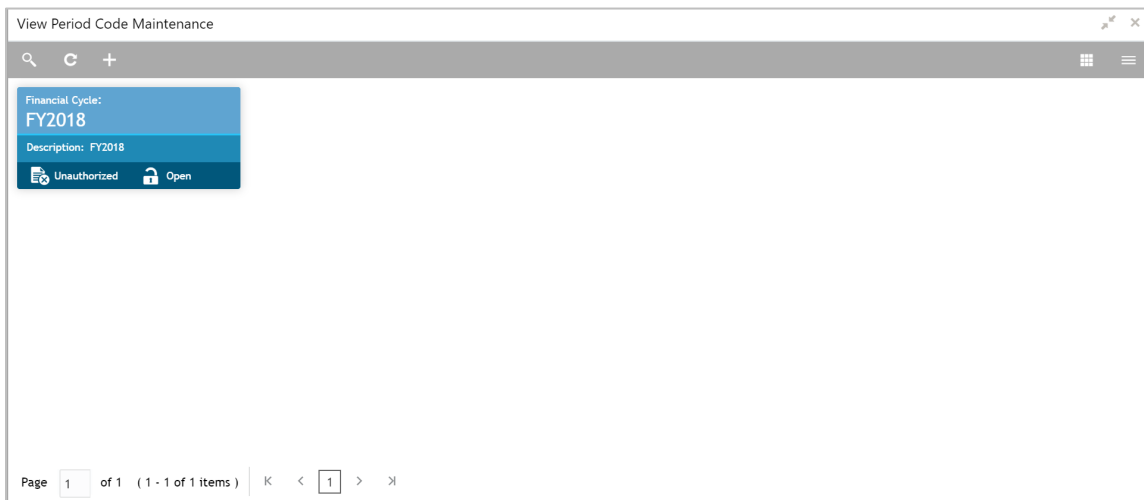 View Period Code Maintenance
Financial Cycle:
FY2018
Description: FY2018
Unauthorized Open
Page 1 of 1 ( 1 - 1 of 1 items ) 1